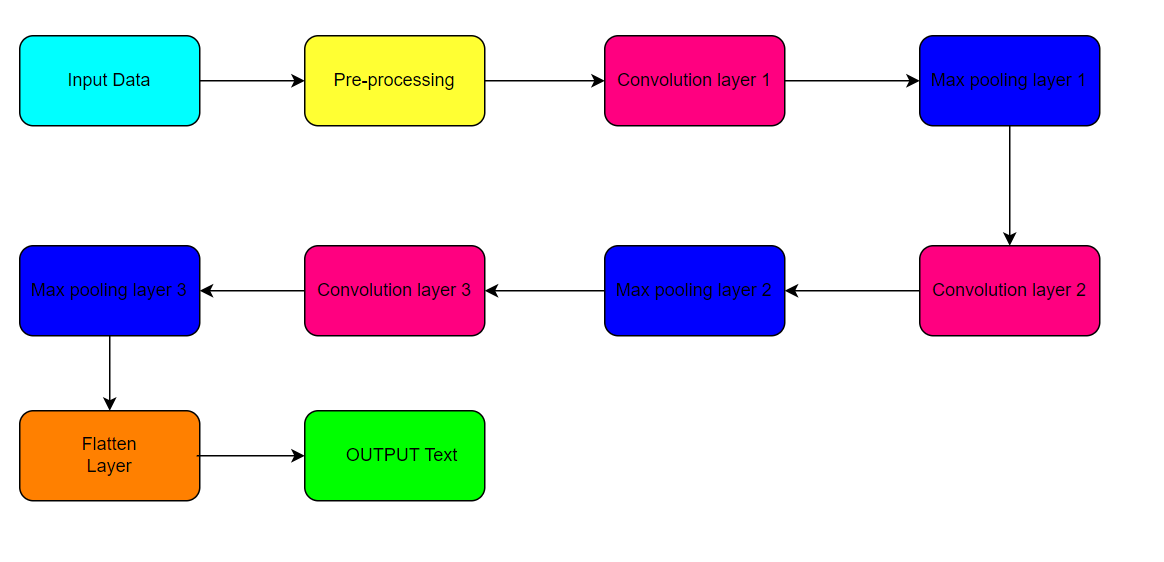 Input Data
Pre-processing
Convolution layer 1
Max pooling layer 1
Max pooling layer 3
Convolution layer 3
Max pooling layer 2
Convolution layer 2
Flatten
Layer
OUTPUT Text